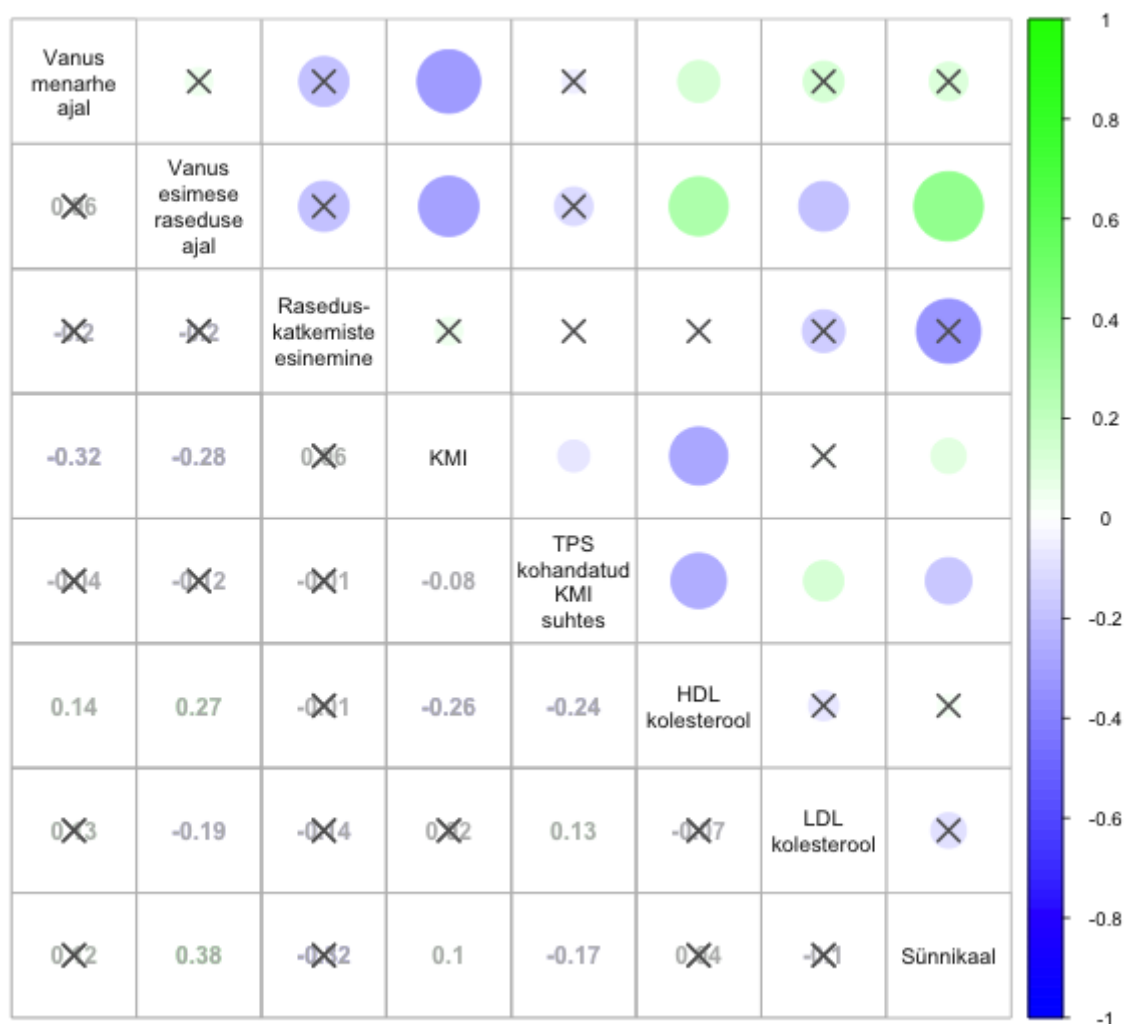 Vanus
menarhe
ajal
Vanus
esimese
raseduse
ajal
Rasedus-
katkemiste
esinemine
-0.32
-0.28
KMI
-0.08
TPS
kohandatud
KMI
suhtes
0.14
0.27
-0.26
-0.24
HDL
kolesterool
-0.19
0.13
LDL
kolesterool
0.38
0.1
-0.17
Sünnikaal
1
0.8
0.6
0.4
0.2
0
-0.2
-0.4
-0.6
-0.8
-1